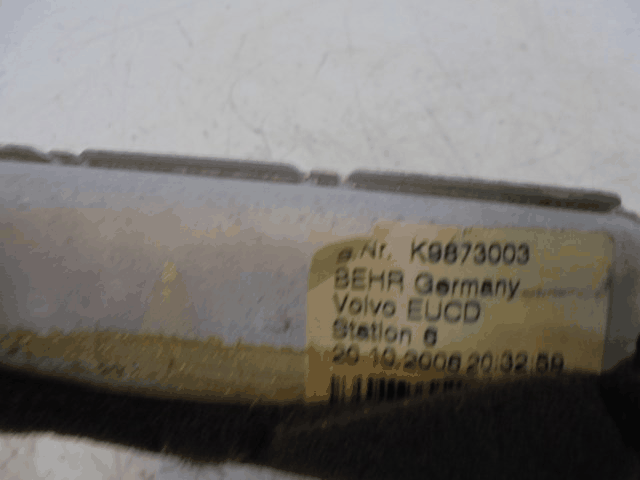 a.Nr. K9873003
BEHR Germany
Volvo EUCD
Station 6
20.10.2006 20:32:59